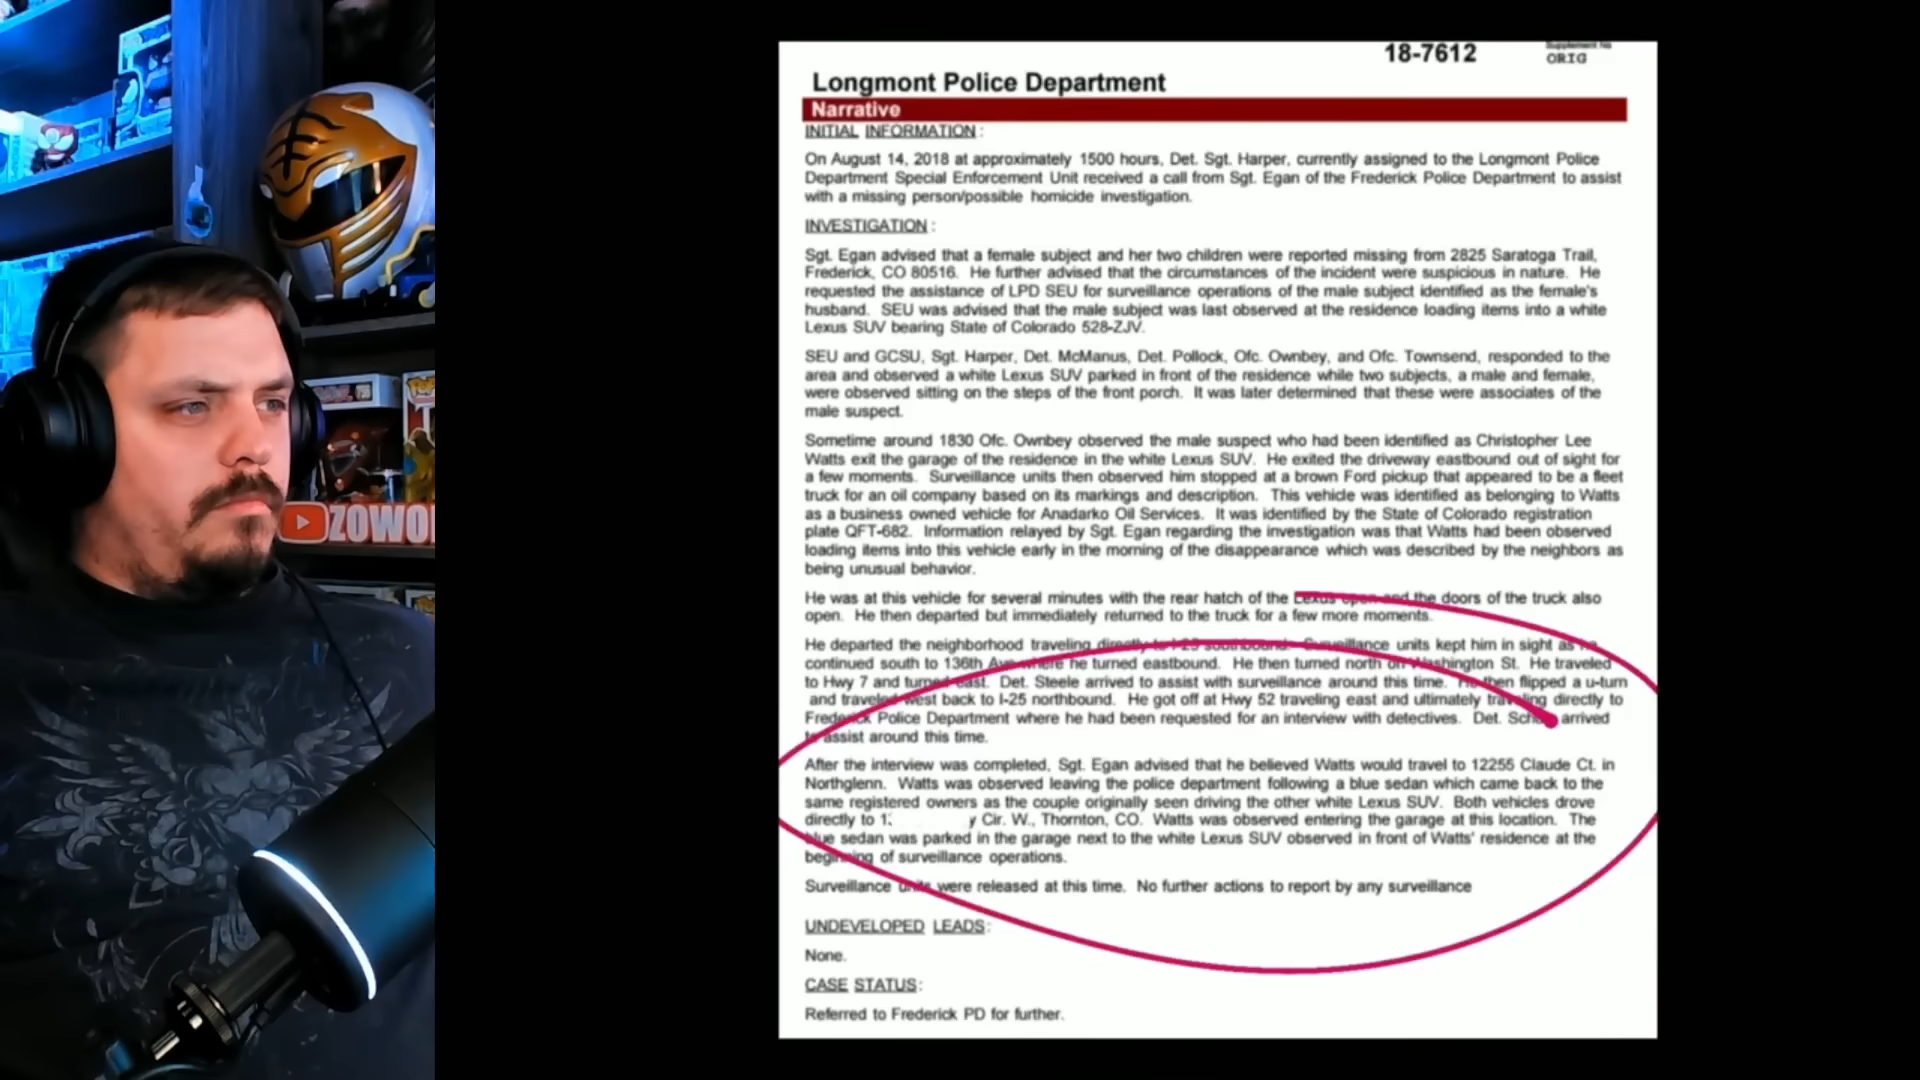 18-7612
Supplement No
ORIG
Longmont Police Department
Narrative
INITIAL INFORMATION:
On August 14, 2018 at approximately 1500 hours, Det. Sgt. Harper, currently assigned to the Longmont Police
Department Special Enforcement Unit received a call from Sgt. Egan of the Frederick Police Department to assist
with a missing person/possible homicide investigation.
INVESTIGATION:
Sgt. Egan advised that a female subject and her two children were reported missing from 2825 Saratoga Trail,
Frederick, CO 80516. He further advised that the circumstances of the incident were suspicious in nature. He
requested the assistance of LPD SEU for surveillance operations of the male subject identified as the female's
husband. SEU was advised that the male subject was last observed at the residence loading items into a white
Lexus SUV bearing State of Colorado 528-ZJV.
SEU and GCSU, Sgt. Harper, Det. McManus, Det. Pollock, Ofc. Ownbey, and Ofc. Townsend, responded to the
area and observed a white Lexus SUV parked in front of the residence while two subjects, a male and female,
were observed sitting on the steps of the front porch. It was later determined that these were associates of the
male suspect.
Sometime around 1830 Ofc. Ownbey observed the male suspect who had been identified as Christopher Lee
Watts exit the garage of the residence in the white Lexus SUV. He exited the driveway eastbound out of sight for
a few moments. Surveillance units then observed him stopped at a brown Ford pickup that appeared to be a fleet
truck for an oil company based on its markings and description. This vehicle was identified as belonging to Watts
as a business owned vehicle for Anadarko Oil Services. It was identified by the State of Colorado registration
plate QFT-682. Information relayed by Sgt. Egan regarding the investigation was that Watts had been observed
loading items into this vehicle early in the morning of the disappearance which was described by the neighbors as
being unusual behavior.
He was at this vehicle for several minutes with the rear hatch of the Lexus open and the doors of the truck also
open. He then departed but immediately returned to the truck for a few more moments.
He departed the neighborhood traveling directly to I-25 southbound. Surveillance units kept him in sight as he
continued south to 136th Ave where he turned eastbound. He then turned north on Washington St. He traveled
to Hwy 7 and turned east. Det. Steele arrived to assist with surveillance around this time. He then flipped a u-turn
and traveled west back to I-25 northbound. He got off at Hwy 52 traveling east and ultimately traveling directly to
Frederick Police Department where he had been requested for an interview with detectives. Det. arrived
to assist around this time.
After the interview was completed, Sgt. Egan advised that he believed Watts would travel to 12255 Claude Ct. in
Northglenn. Watts was observed leaving the police department following a blue sedan which came back to the
same registered owners as the couple originally seen driving the other white Lexus SUV. Both vehicles drove
directly to 1 y Cir. W., Thornton, CO. Watts was observed entering the garage at this location. The
blue sedan was parked in the garage next to the white Lexus SUV observed in front of Watts' residence at the
beginning of surveillance operations.
Surveillance units were released at this time. No further actions to report by any surveillance
UNDEVELOPED LEADS:
None.
CASE STATUS:
Referred to Frederick PD for further.
ZOWO